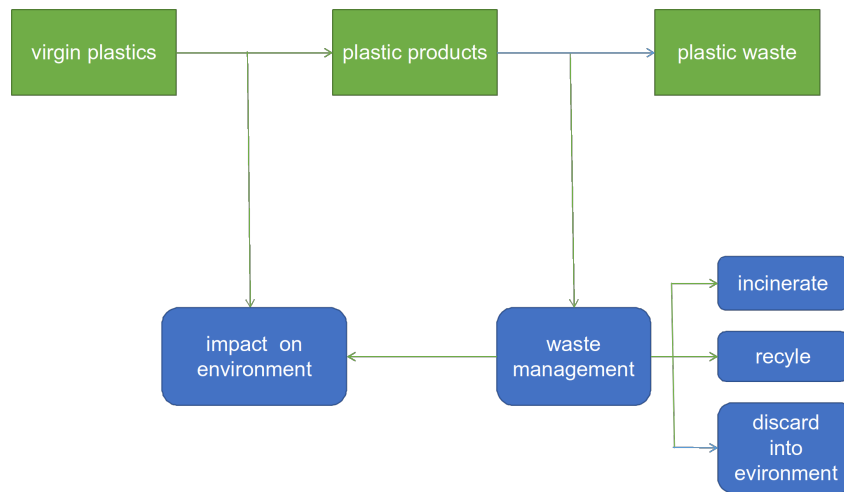 virgin plastics
plastic products
plastic waste
incinerate
impact on
environment
waste
management
recyle
discard
into
evironment